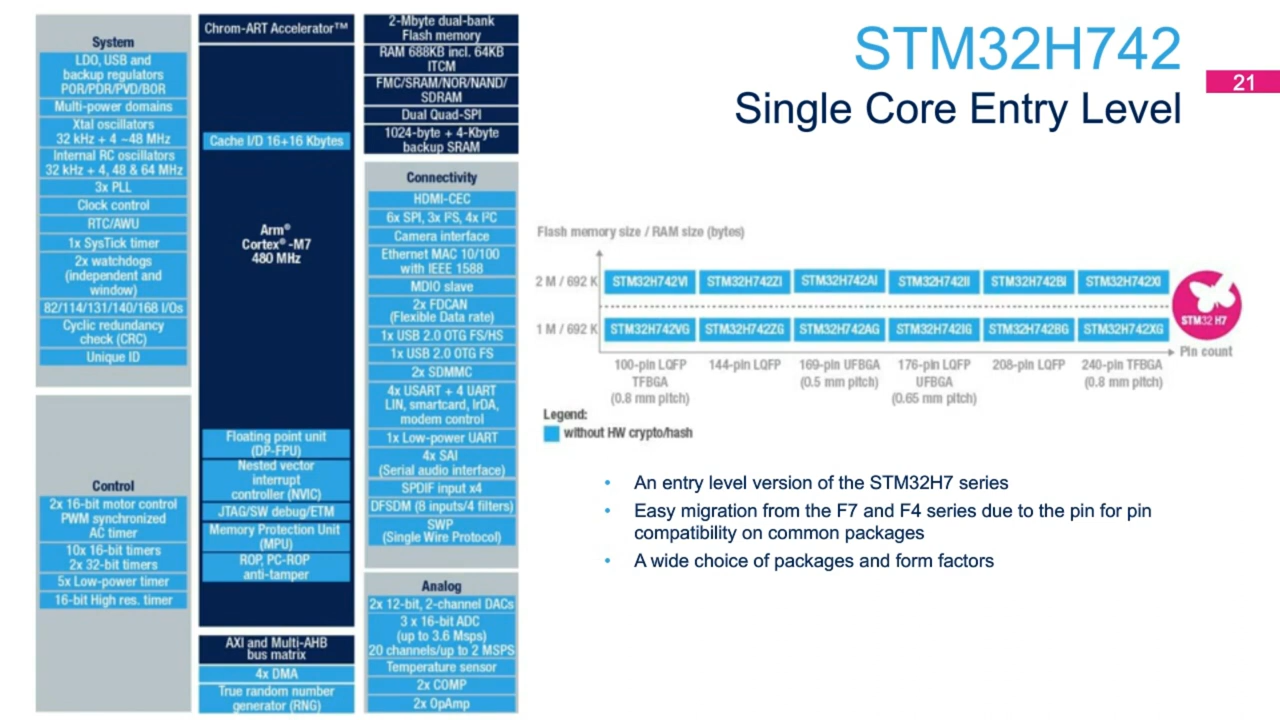 System
LDO, USB and
backup regulators
POR/PDR/PVD/BOR
Multi-power domains
Xtal oscillators
32 kHz + 4 ~48 MHz
Internal RC oscillators
32 kHz + 4, 48 & 64 MHz
3x PLL
Clock control
RTC/AWU
1x SysTick timer
2x watchdogs
(independent and
window)
82/114/131/140/168 I/Os
Cyclic redundancy
check (CRC)
Unique ID
Control
2x 16-bit motor control
PWM synchronized
AC timer
10x 16-bit timers
2x 32-bit timers
5x Low-power timer
16-bit High res. timer
Chrom-ART Accelerator™
Cache I/D 16+16 Kbytes
Arm®
Cortex® -M7
480 MHz
Floating point unit
(DP-FPU)
Nested vector
interrupt
controller (NVIC)
JTAG/SW debug/ETM
Memory Protection Unit
(MPU)
ROP, PC-ROP
anti-tamper
AXI and Multi-AHB
bus matrix
4x DMA
True random number
generator (RNG)
2-Mbyte dual-bank
Flash memory
RAM 688KB incl. 64KB
ITCM
FMC/SRAM/NOR/NAND/
SDRAM
Dual Quad-SPI
1024-byte + 4-Kbyte
backup SRAM
Connectivity
HDMI-CEC
6x SPI, 3x I²S, 4x I²C
Camera interface
Ethernet MAC 10/100
with IEEE 1588
MDIO slave
2x FDCAN
(Flexible Data rate)
1x USB 2.0 OTG FS/HS
1x USB 2.0 OTG FS
2x SDMMC
4x USART + 4 UART
LIN, smartcard, IrDA,
modem control
1x Low-power UART
4x SAI
(Serial audio interface)
SPDIF input x4
DFSDM (8 inputs/4 filters)
SWP
(Single Wire Protocol)
Analog
2x 12-bit, 2-channel DACs
3 x 16-bit ADC
(up to 3.6 Msps)
20 channels/up to 2 MSPS
Temperature sensor
2x COMP
2x OpAmp
STM32H742
Single Core Entry Level
21
Flash memory size / RAM size (bytes)
2 M / 692 K STM32H742VI STM32H742ZI STM32H742AI STM32H742II STM32H742BI STM32H742XI
1 M / 692 K STM32H742VG STM32H742ZG STM32H742AG STM32H742IG STM32H742BG STM32H742XG
STM32 H7
Pin count
100-pin LQFP
TFBGA
(0.8 mm pitch)
144-pin LQFP
169-pin UFBGA
(0.5 mm pitch)
176-pin LQFP
UFBGA
(0.65 mm pitch)
208-pin LQFP
240-pin TFBGA
(0.8 mm pitch)
Legend:
without HW crypto/hash
• An entry level version of the STM32H7 series
• Easy migration from the F7 and F4 series due to the pin for pin
compatibility on common packages
• A wide choice of packages and form factors